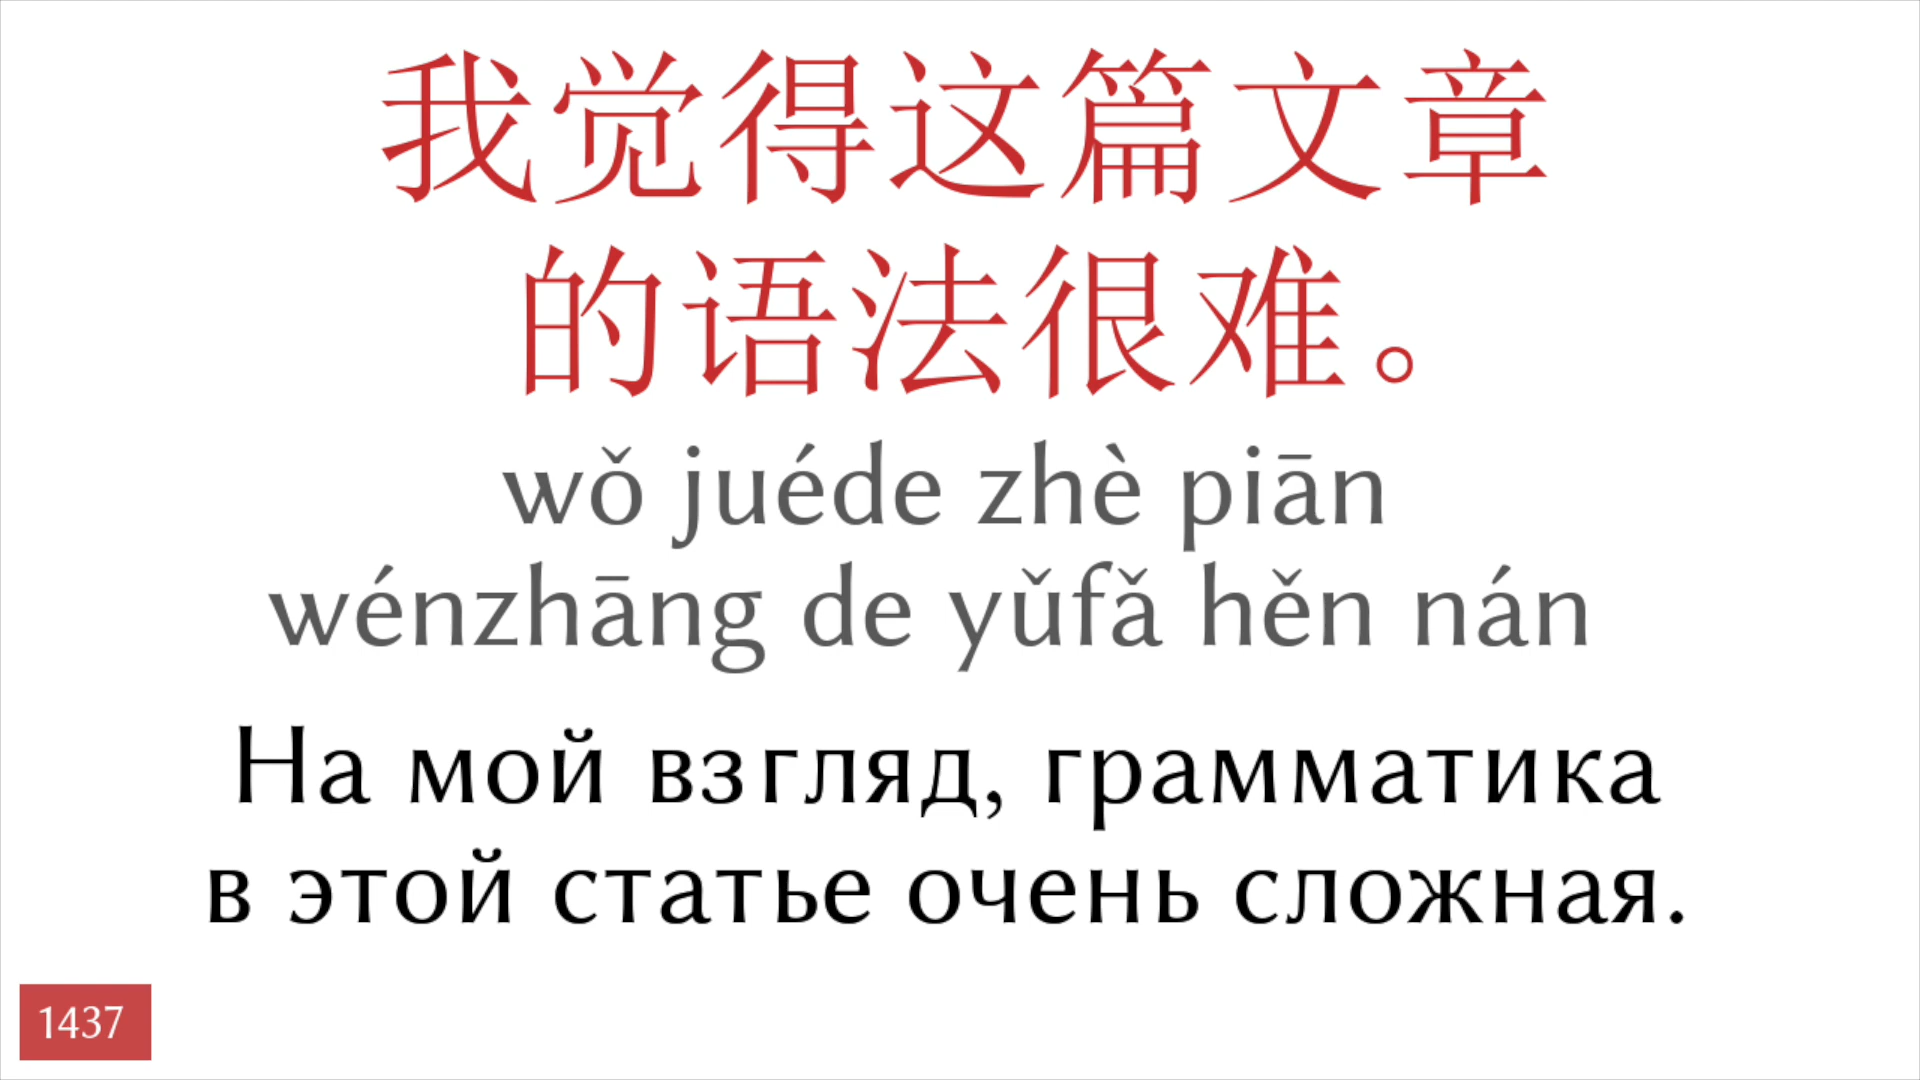 我觉得这篇文章
的语法很难。
wǒ juéde zhè piān
wénzhāng de yǔfǎ hěn nán
На мой взгляд, грамматика
в этой статье очень сложная.
1437